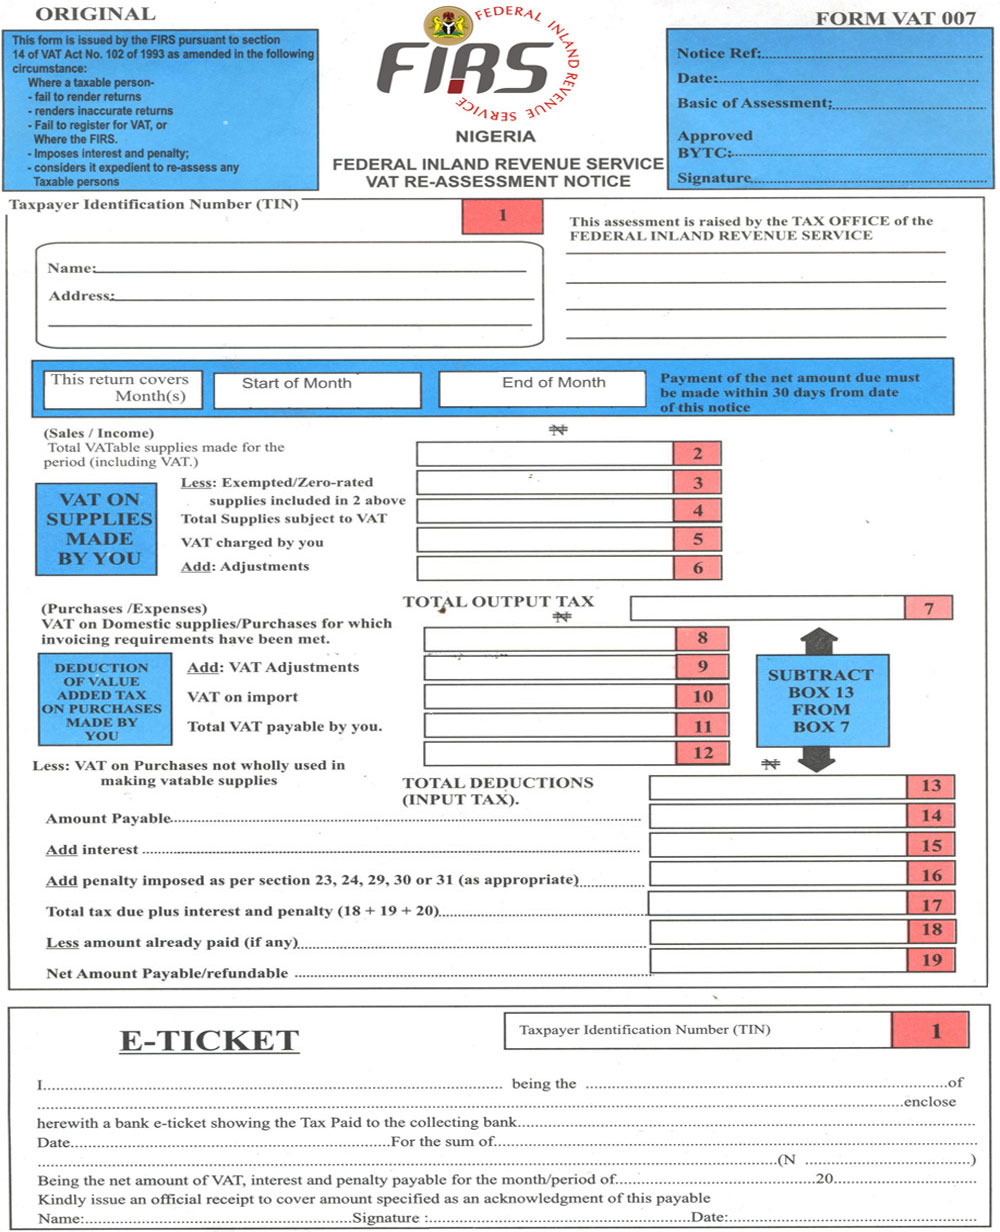 ORIGINAL
This form is issued by the FIRS pursuant to section
14 of VAT Act No. 102 of 1993 as amended in the following
circumstance:
Where a taxable person-
- fail to render returns
- renders inaccurate returns
- Fail to register for VAT, or
Where the FIRS.
- Imposes interest and penalty;
- considers it expedient to re-assess any
Taxable persons
FIRS
FEDERAL INLAND REVENUE SERVICE
NIGERIA
FEDERAL INLAND REVENUE SERVICE
VAT RE-ASSESSMENT NOTICE
FORM VAT 007
Notice Ref:
Date:
Basic of Assessment;
Approved
BYTC:
Signature
Taxpayer Identification Number (TIN)
1
This assessment is raised by the TAX OFFICE of the
FEDERAL INLAND REVENUE SERVICE
Name:
Address:
This return covers
Month(s)
Start of Month
End of Month
Payment of the net amount due must
be made within 30 days from date
of this notice
(Sales / Income)
₦
Total VATable supplies made for the
period (including VAT.)
2
VAT ON
SUPPLIES
MADE
BY YOU
Less: Exempted/Zero-rated
supplies included in 2 above
3
Total Supplies subject to VAT
4
VAT charged by you
5
Add: Adjustments
6
TOTAL OUTPUT TAX
7
(Purchases /Expenses)
₦
VAT on Domestic supplies/Purchases for which
invoicing requirements have been met.
8
DEDUCTION
OF VALUE
ADDED TAX
ON PURCHASES
MADE BY
YOU
Add: VAT Adjustments
9
VAT on import
10
Total VAT payable by you.
11
12
SUBTRACT
BOX 13
FROM
BOX 7
Less: VAT on Purchases not wholly used in
making vatable supplies
₦
TOTAL DEDUCTIONS
(INPUT TAX).
13
Amount Payable
14
Add interest
15
Add penalty imposed as per section 23, 24, 29, 30 or 31 (as appropriate)
16
Total tax due plus interest and penalty (18 + 19 + 20)
17
Less amount already paid (if any)
18
Net Amount Payable/refundable
19
E-TICKET
Taxpayer Identification Number (TIN)
1
I.......... being the ..........of
..........enclose
herewith a bank e-ticket showing the Tax Paid to the collecting bank..........
Date..........For the sum of..........
..........(N ..........)
Being the net amount of VAT, interest and penalty payable for the month/period of..........20..........
Kindly issue an official receipt to cover amount specified as an acknowledgment of this payable
Name:..........Signature :..........Date:..........